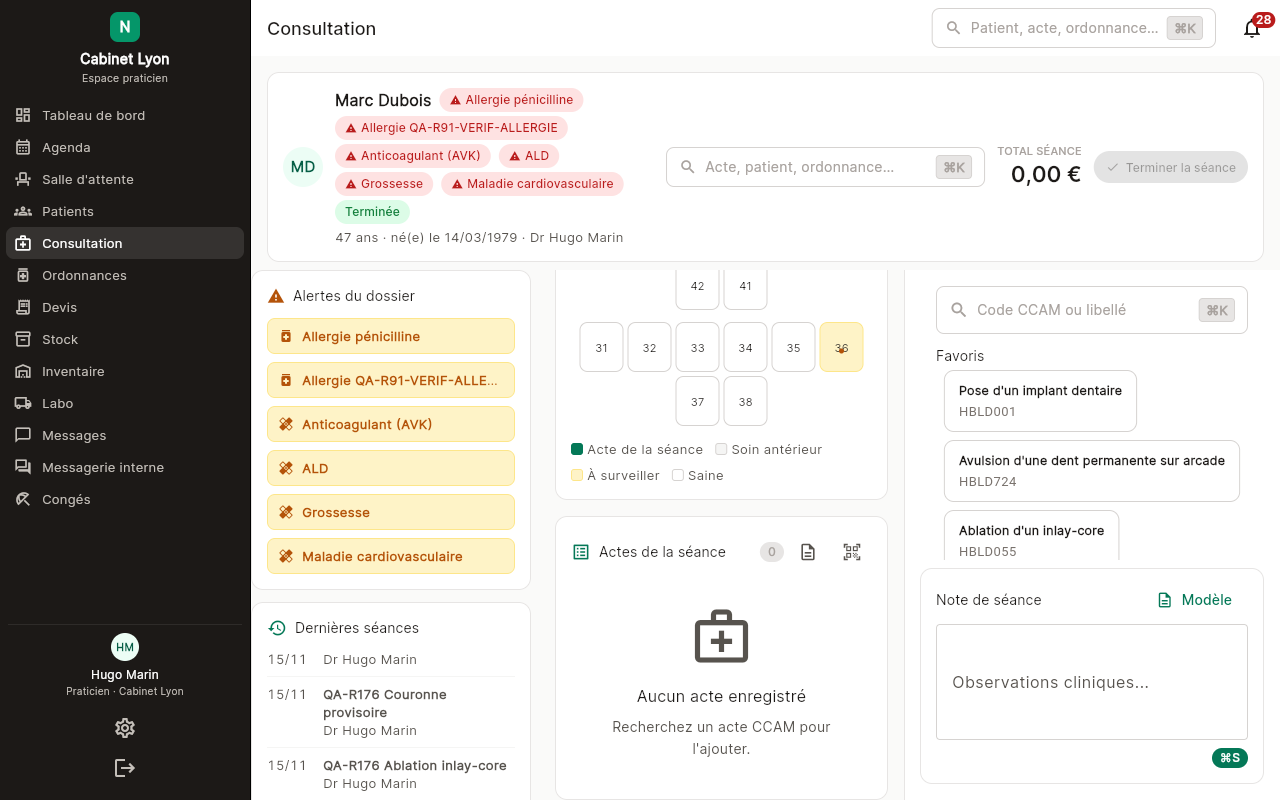 N
Cabinet Lyon
Espace praticien
Tableau de bord
Agenda
Salle d'attente
Patients
Consultation
Ordonnances
Devis
Stock
Inventaire
Labo
Messages
Messagerie interne
Congés
HM
Hugo Marin
Praticien · Cabinet Lyon
Consultation
Patient, acte, ordonnance... ⌘K
28
MD
Marc Dubois
Allergie pénicilline
Allergie QA-R91-VERIF-ALLERGIE
Anticoagulant (AVK)
ALD
Grossesse
Maladie cardiovasculaire
Terminée
47 ans · né(e) le 14/03/1979 · Dr Hugo Marin
Acte, patient, ordonnance... ⌘K
TOTAL SÉANCE
0,00 €
Terminer la séance
Alertes du dossier
Allergie pénicilline
Allergie QA-R91-VERIF-ALLE...
Anticoagulant (AVK)
ALD
Grossesse
Maladie cardiovasculaire
Dernières séances
15/11 Dr Hugo Marin
15/11 QA-R176 Couronne
provisoire
Dr Hugo Marin
15/11 QA-R176 Ablation inlay-core
Dr Hugo Marin
42 41
31 32 33 34 35 36
37 38
Acte de la séance Soin antérieur
À surveiller Saine
Actes de la séance 0
Aucun acte enregistré
Recherchez un acte CCAM pour
l'ajouter.
Code CCAM ou libellé ⌘K
Favoris
Pose d'un implant dentaire
HBLD001
Avulsion d'une dent permanente sur arcade
HBLD724
Ablation d'un inlay-core
HBLD055
Note de séance
Modèle
Observations cliniques...
⌘S